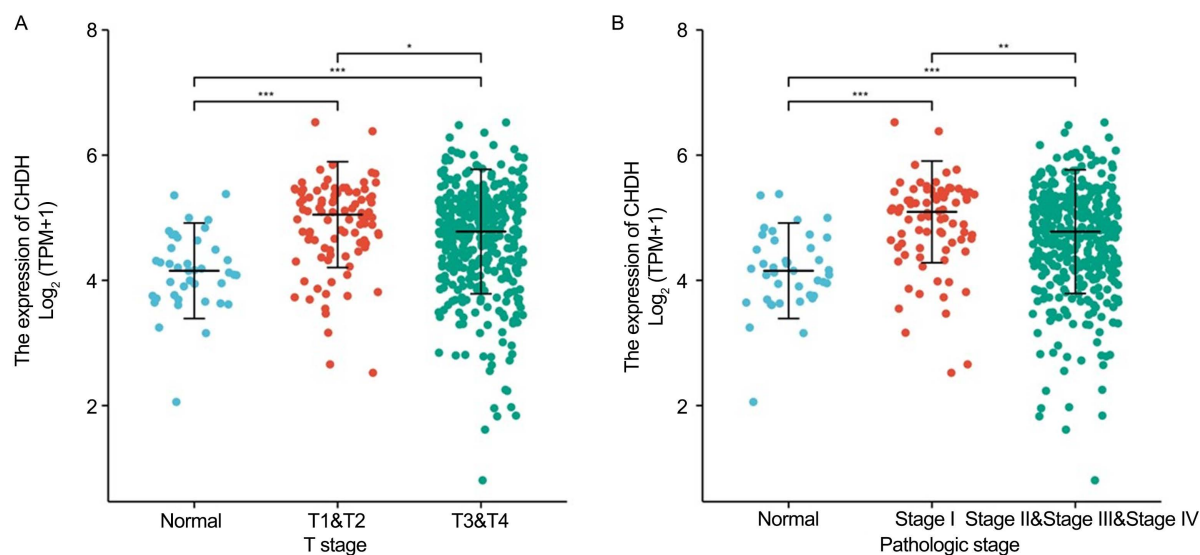 A
The expression of CHDH
Log2 (TPM+1)
8
6
4
2
*
***
***
Normal
T1&T2
T3&T4
T stage
B
The expression of CHDH
Log2 (TPM+1)
8
6
4
2
**
***
***
Normal
Stage I
Stage II&Stage III&Stage IV
Pathologic stage